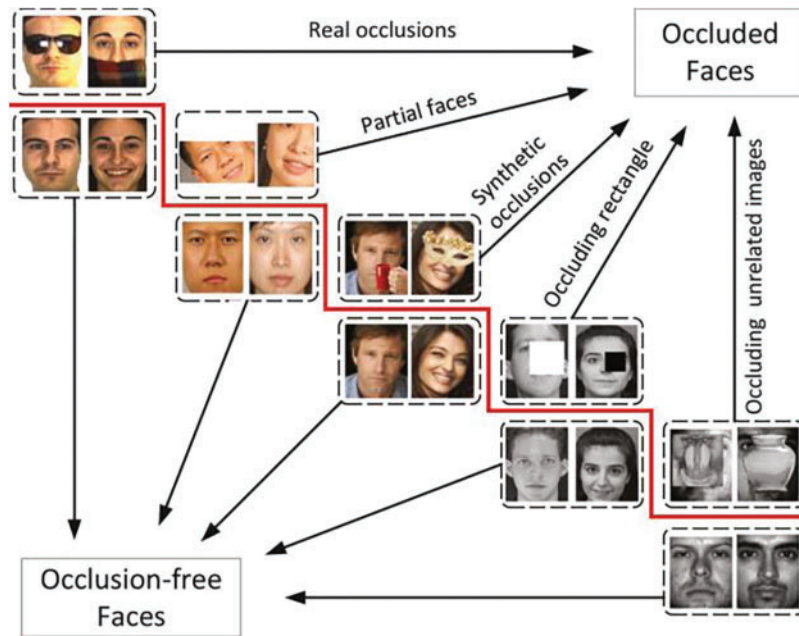 Real occlusions
Occluded
Faces
Partial faces
Synthetic
occlusions
Occluding rectangle
Occluding unrelated images
Occlusion-free
Faces